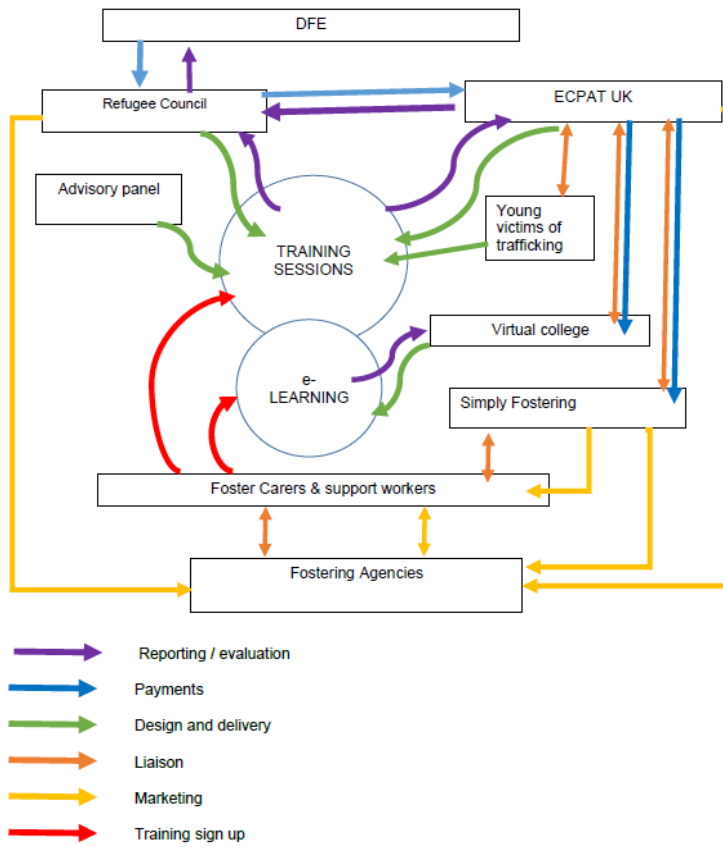 DFE
Refugee Council
ECPAT UK
Advisory panel
Young
victims of
trafficking
TRAINING
SESSIONS
Virtual college
e-
LEARNING
Simply Fostering
Foster Carers & support workers
Fostering Agencies
Reporting / evaluation
Payments
Design and delivery
Liaison
Marketing
Training sign up